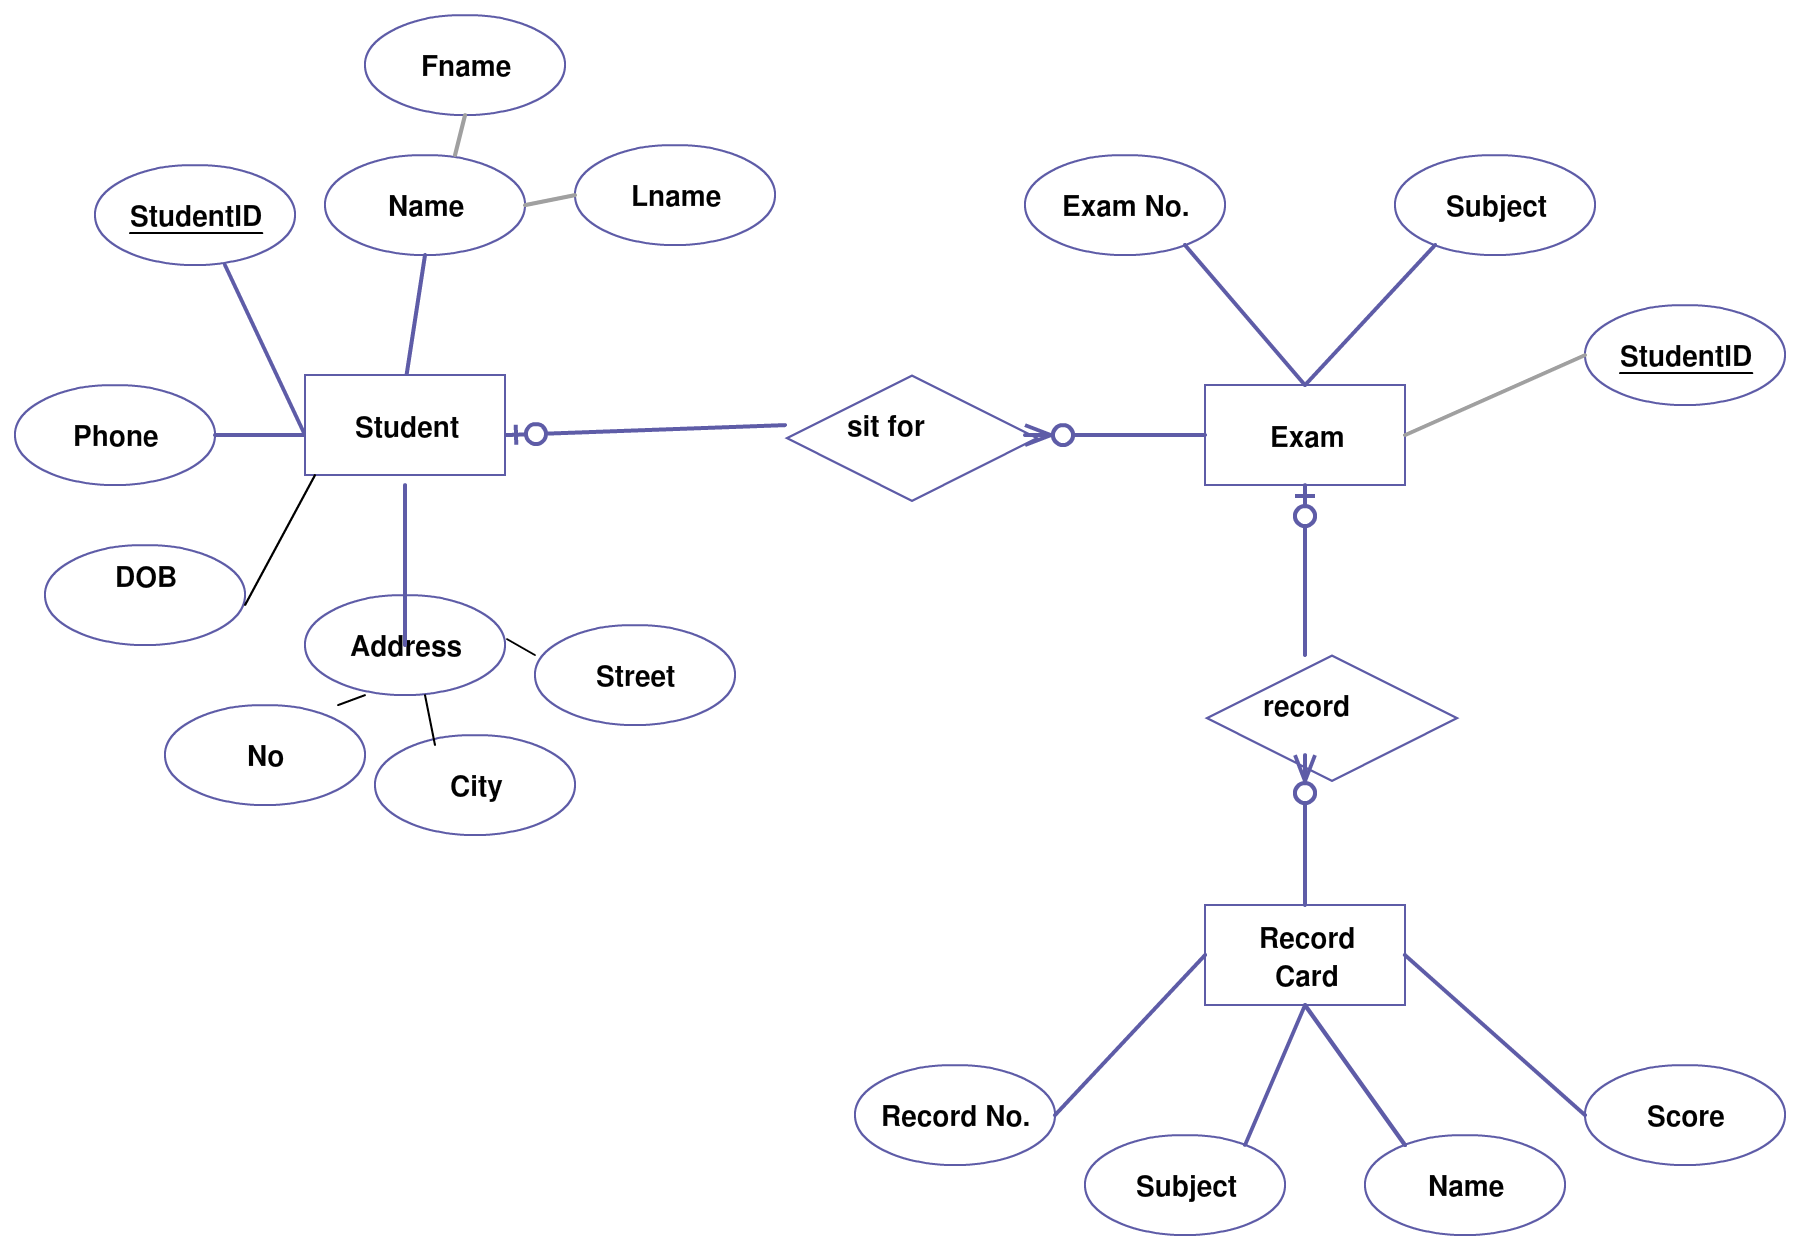 Fname
Name
Lname
StudentID
Exam No.
Subject
StudentID
Phone
Student
sit for
Exam
DOB
Address
Street
No
City
record
Record
Card
Record No.
Subject
Name
Score